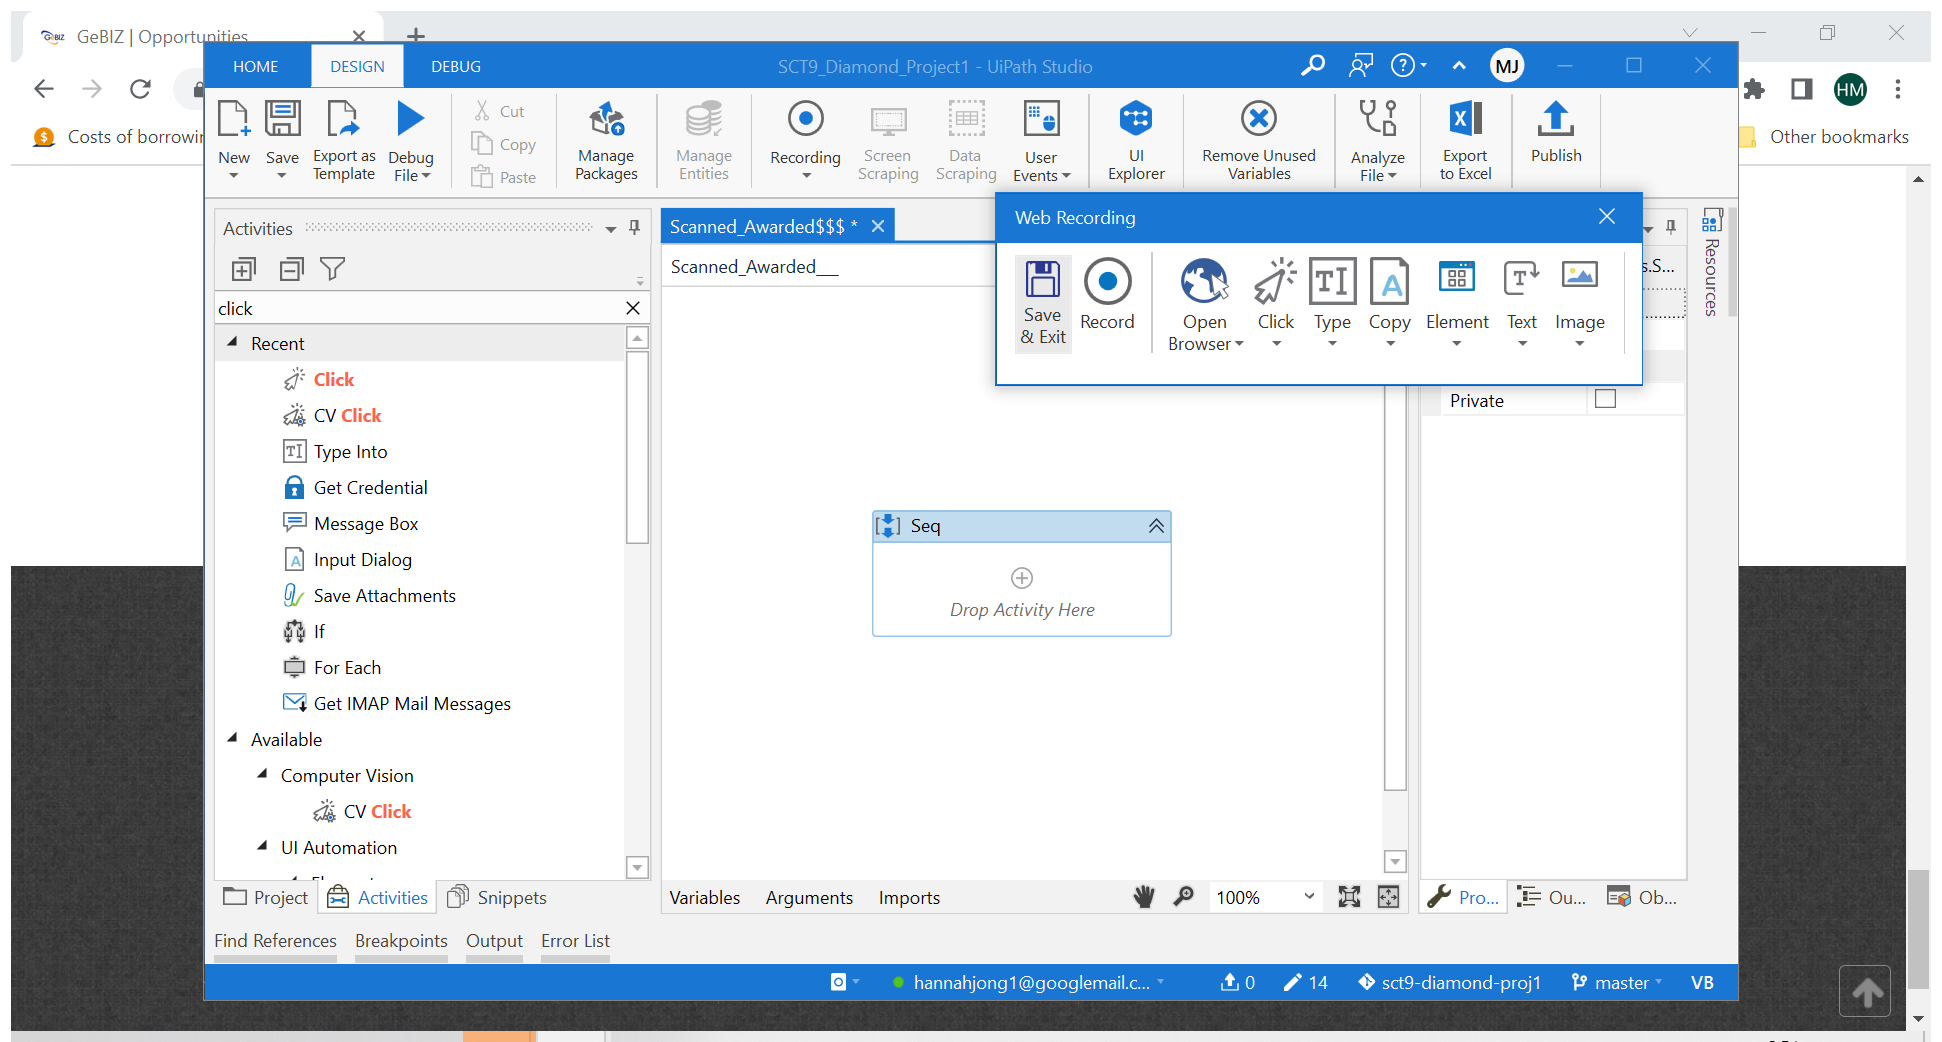 GeBIZ GeBIZ | Opportunities
HOME DESIGN DEBUG SCT9_Diamond_Project1 - UiPath Studio MJ
HM
Costs of borrowin
Other bookmarks
New
Save
Export as Template
Debug File
Cut
Copy
Paste
Manage Packages
Manage Entities
Recording
Screen Scraping
Data Scraping
User Events
UI Explorer
Remove Unused Variables
Analyze File
Export to Excel
Publish
Activities
click
Recent
Click
CV Click
Type Into
Get Credential
Message Box
Input Dialog
Save Attachments
If
For Each
Get IMAP Mail Messages
Available
Computer Vision
CV Click
UI Automation
Project Activities Snippets
Scanned_Awarded$$$ *
Scanned_Awarded___
Web Recording
Save & Exit
Record
Open Browser
Click
Type
Copy
Element
Text
Image
s.S...
Resources
Private
Seq
Drop Activity Here
Variables Arguments Imports 100%
Pro... Ou... Ob...
Find References Breakpoints Output Error List
hannahjong1@googlemail.c... 0 14 sct9-diamond-proj1 master VB